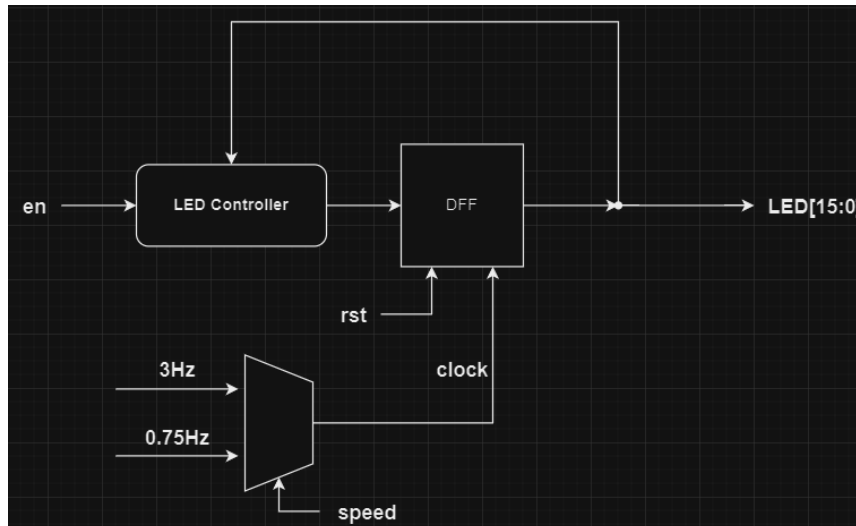 en
LED Controller
DFF
LED[15:0
rst
3Hz
clock
0.75Hz
speed